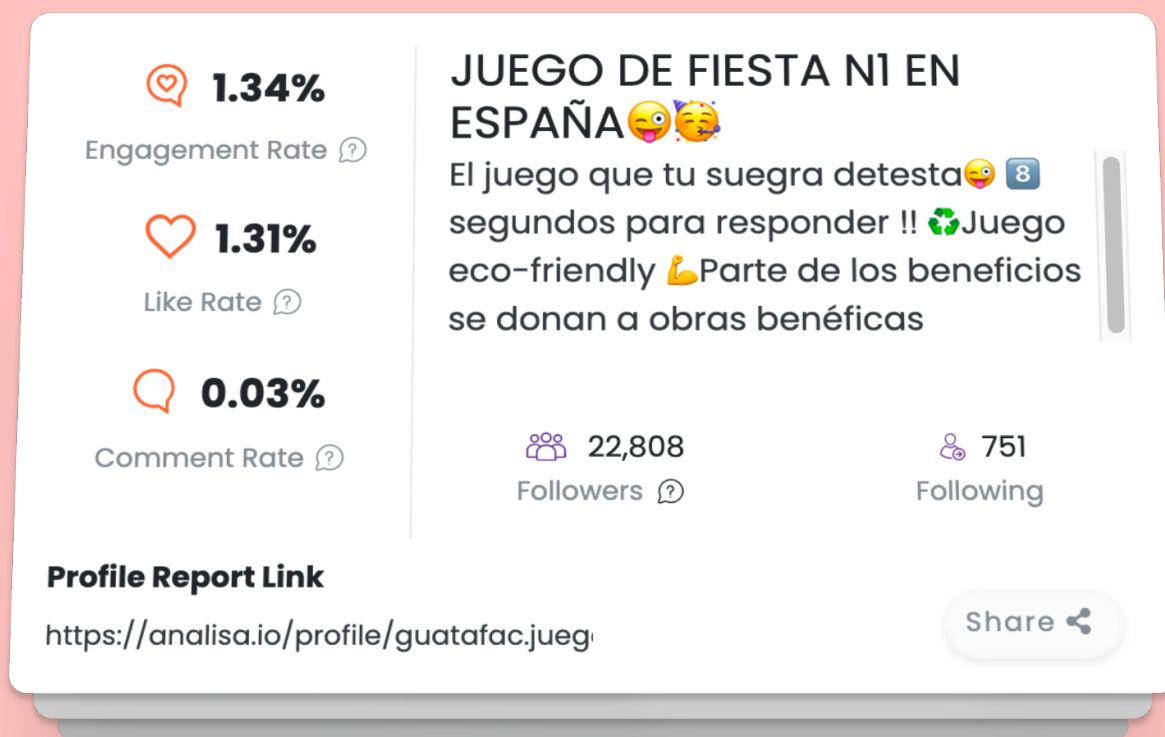 1.34%
Engagement Rate
1.31%
Like Rate
0.03%
Comment Rate
JUEGO DE FIESTA N1 EN
ESPAÑA😜🥳
El juego que tu suegra detesta😜 8️⃣
segundos para responder !! ♻️Juego
eco-friendly 💪Parte de los beneficios
se donan a obras benéficas
22,808
Followers
751
Following
Profile Report Link
https://analisa.io/profile/guatafac.jueg
Share